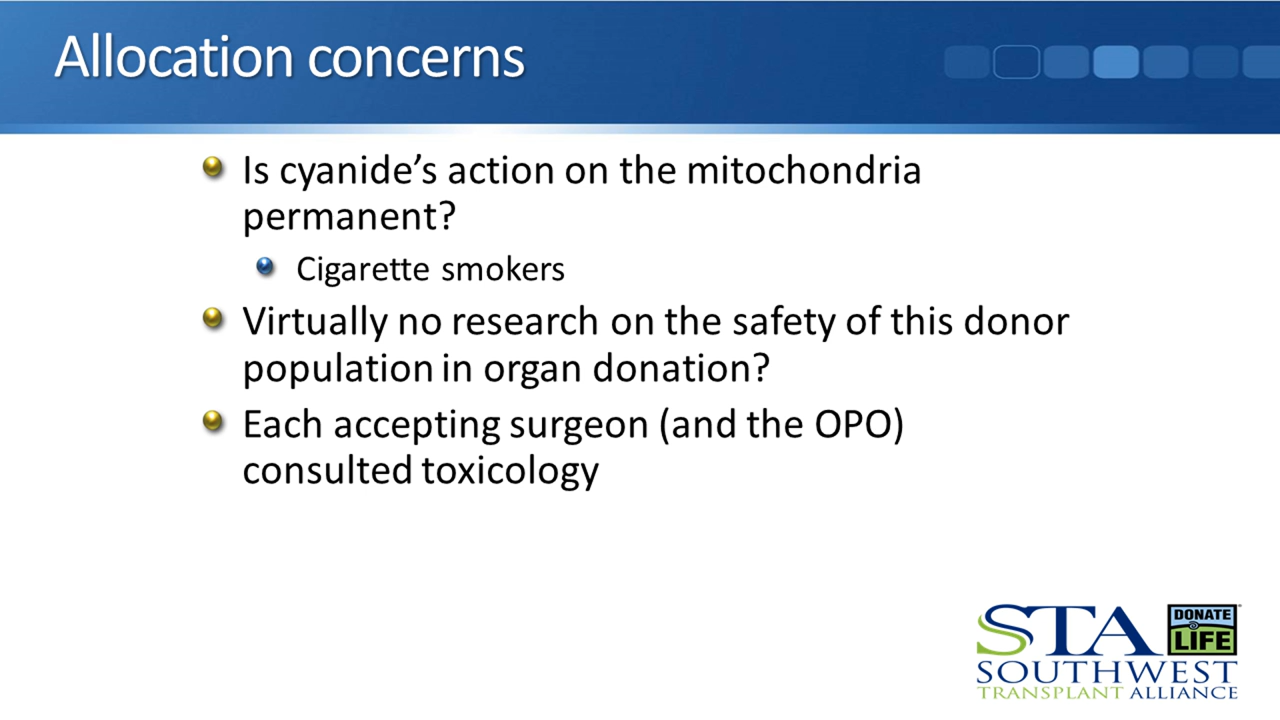 Allocation concerns
Is cyanide’s action on the mitochondria
permanent?
Cigarette smokers
Virtually no research on the safety of this donor
population in organ donation?
Each accepting surgeon (and the OPO)
consulted toxicology
STA
DONATE
LIFE
SOUTHWEST
TRANSPLANT ALLIANCE